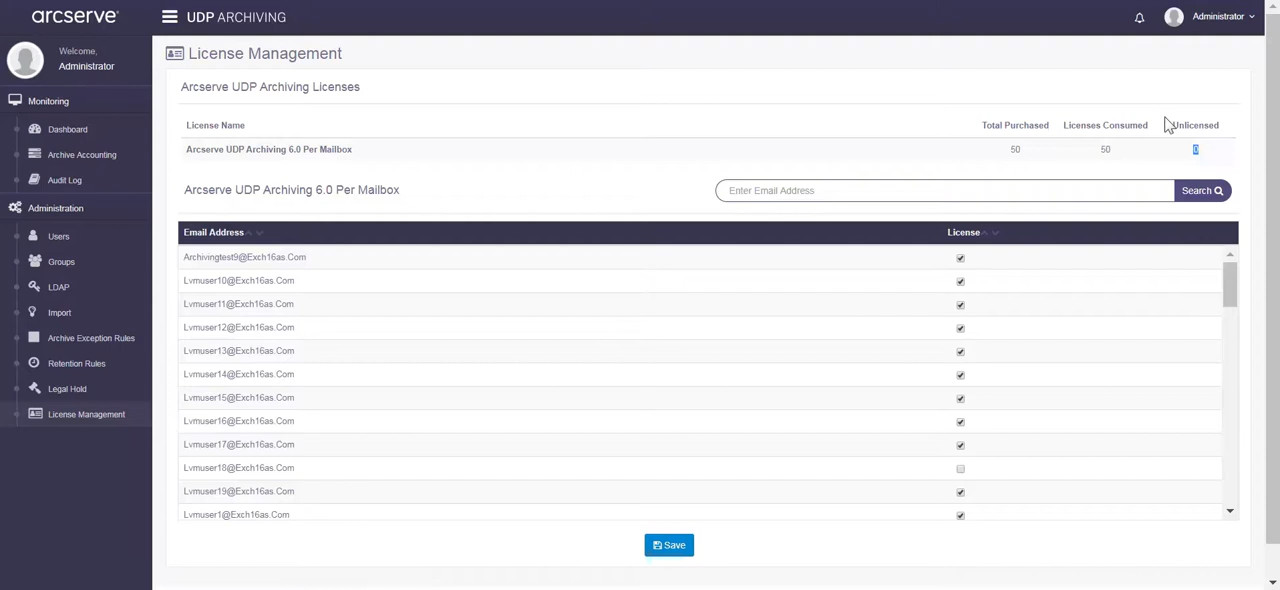 arcserve
UDP ARCHIVING
Administrator
Welcome,
Administrator
Monitoring
Dashboard
Archive Accounting
Audit Log
Administration
Users
Groups
LDAP
Import
Archive Exception Rules
Retention Rules
Legal Hold
License Management
License Management
Arcserve UDP Archiving Licenses
License Name Total Purchased Licenses Consumed Unlicensed
Arcserve UDP Archiving 6.0 Per Mailbox 50 50 0
Arcserve UDP Archiving 6.0 Per Mailbox Enter Email Address Search
Email Address License
Archivingtest9@Exch16as.Com
Lvmuser10@Exch16as.Com
Lvmuser11@Exch16as.Com
Lvmuser12@Exch16as.Com
Lvmuser13@Exch16as.Com
Lvmuser14@Exch16as.Com
Lvmuser15@Exch16as.Com
Lvmuser16@Exch16as.Com
Lvmuser17@Exch16as.Com
Lvmuser18@Exch16as.Com
Lvmuser19@Exch16as.Com
Lvmuser1@Exch16as.Com
Save